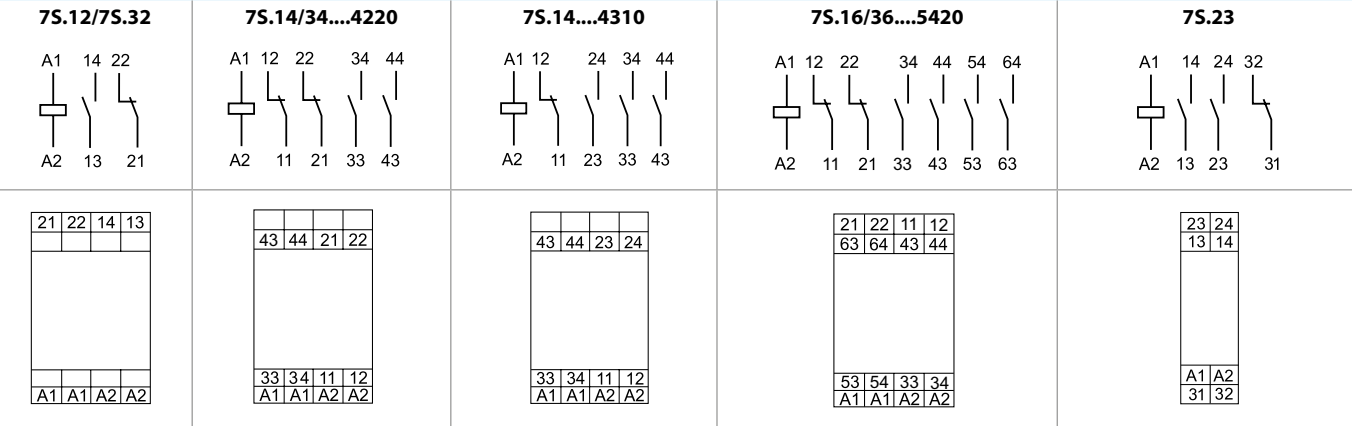 7S.12/7S.32
A1 14 22
A2 13 21
21 22 14 13
A1 A1 A2 A2
7S.14/34....4220
A1 12 22 34 44
A2 11 21 33 43
43 44 21 22
33 34 11 12
A1 A1 A2 A2
7S.14....4310
A1 12 24 34 44
A2 11 23 33 43
43 44 23 24
33 34 11 12
A1 A1 A2 A2
7S.16/36....5420
A1 12 22 34 44 54 64
A2 11 21 33 43 53 63
21 22 11 12
63 64 43 44
53 54 33 34
A1 A1 A2 A2
7S.23
A1 14 24 32
A2 13 23 31
23 24
13 14
A1 A2
31 32